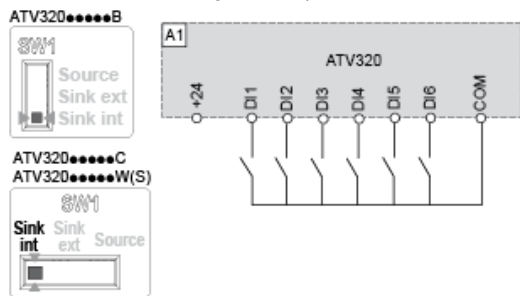 ATV320●●●●●B
SW1
Source
Sink ext
Sink int
A1
ATV320
+24
DI1
DI2
DI3
DI4
DI5
DI6
COM
ATV320●●●●●C
ATV320●●●●●W(S)
SW1
Sink int
Sink ext
Source